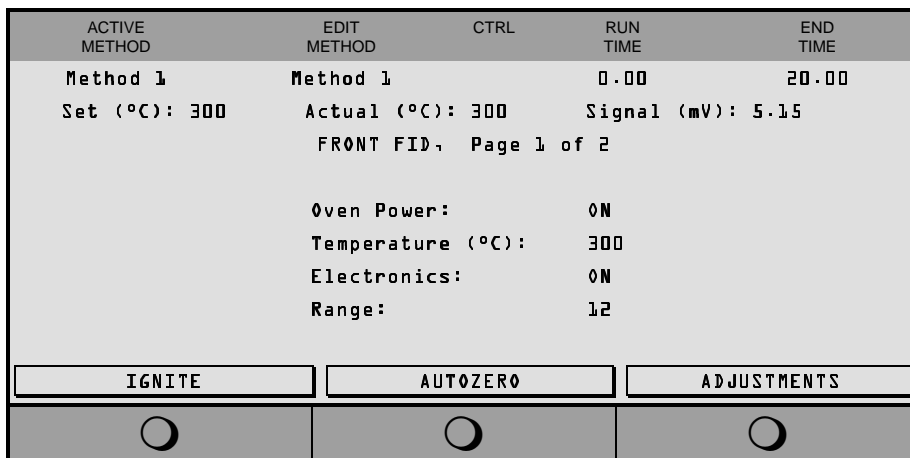 ACTIVE METHOD EDIT METHOD CTRL RUN TIME END TIME
Method 1 Method 1 0.00 20.00
Set (°C): 300 Actual (°C): 300 Signal (mV): 5.15
FRONT FID, Page 1 of 2
Oven Power: ON
Temperature (°C): 300
Electronics: ON
Range: 12
IGNITE AUTOZERO ADJUSTMENTS